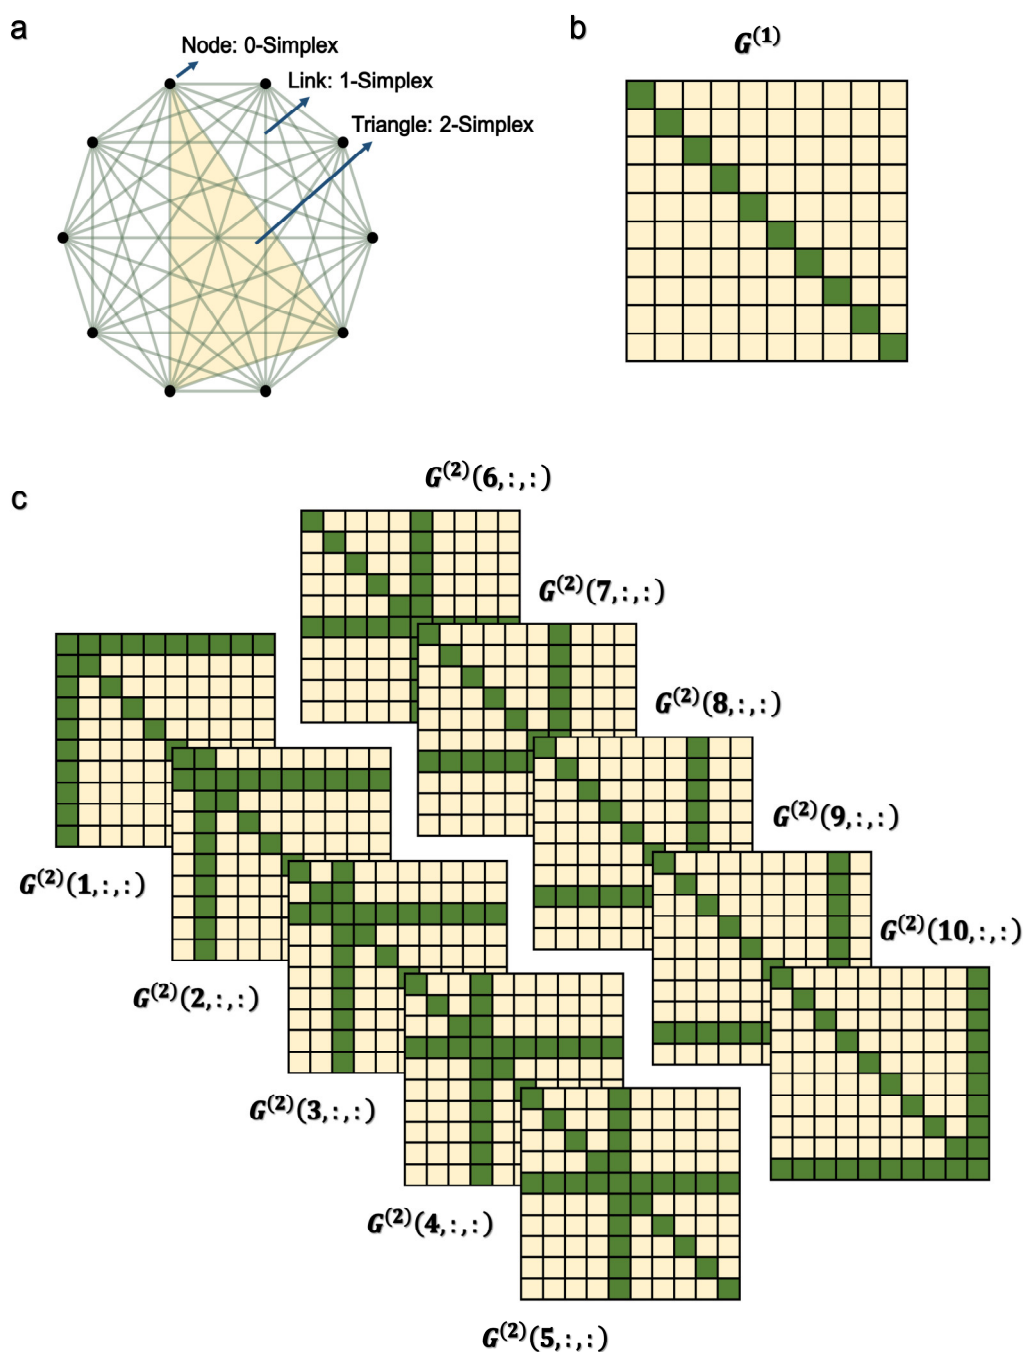 a
Node: 0-Simplex
Link: 1-Simplex
Triangle: 2-Simplex
b
G⁽¹⁾
c
G⁽²⁾(6,:,:)
G⁽²⁾(7,:,:)
G⁽²⁾(8,:,:)
G⁽²⁾(9,:,:)
G⁽²⁾(10,:,:)
G⁽²⁾(1,:,:)
G⁽²⁾(2,:,:)
G⁽²⁾(3,:,:)
G⁽²⁾(4,:,:)
G⁽²⁾(5,:,:)